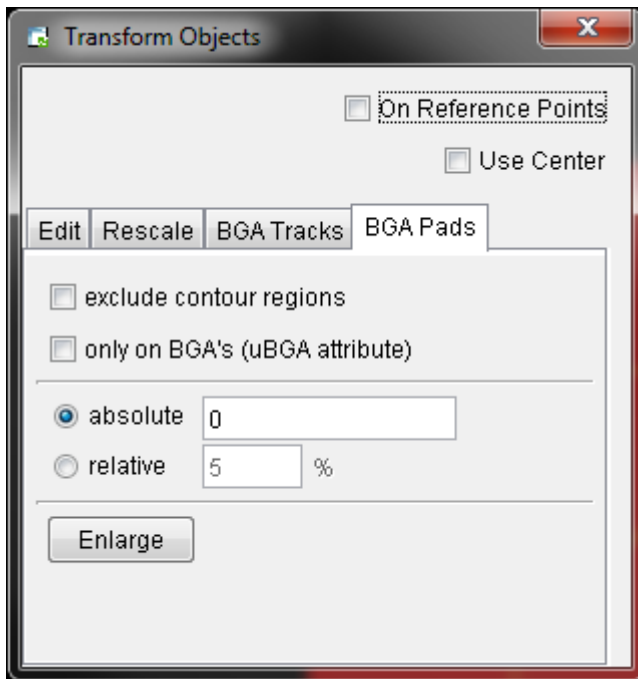 Transform Objects
On Reference Points
Use Center
Edit Rescale BGA Tracks BGA Pads
exclude contour regions
only on BGA's (uBGA attribute)
absolute 0
relative 5 %
Enlarge